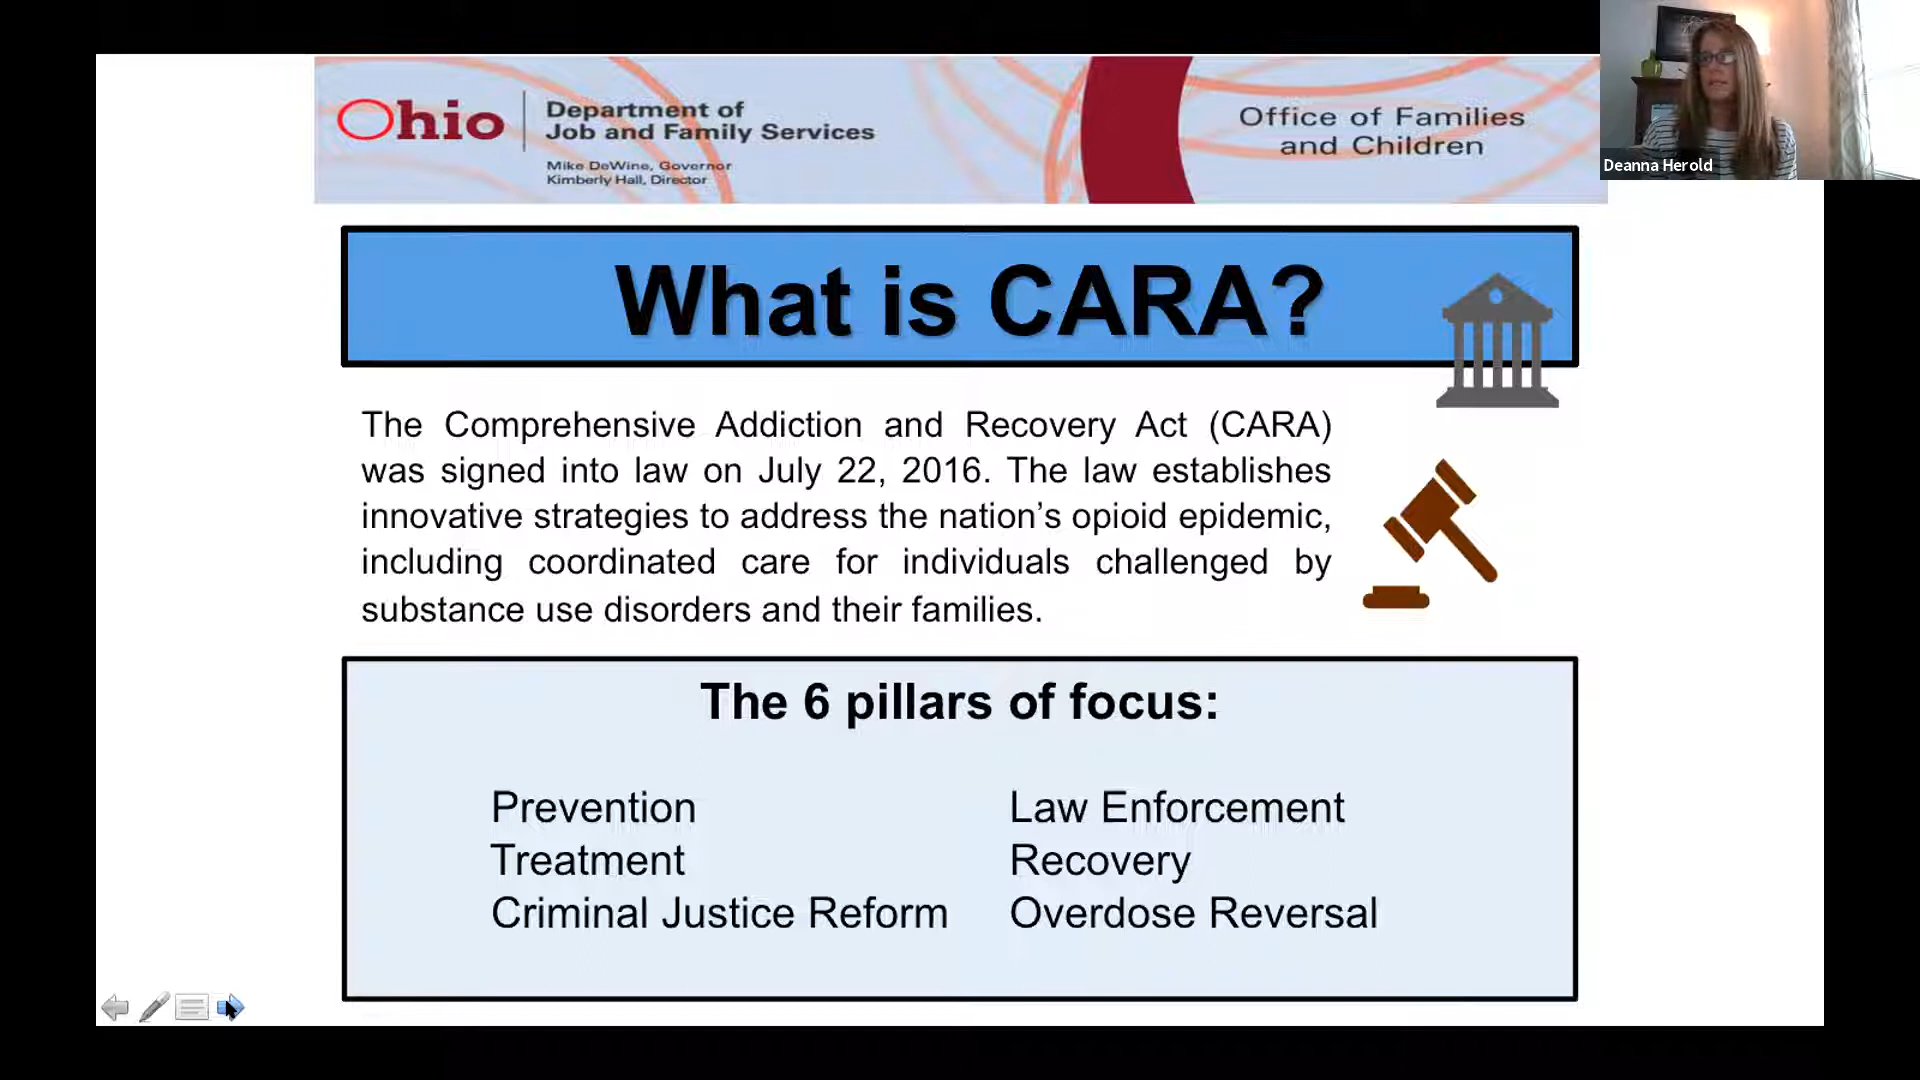 Ohio
Department of
Job and Family Services
Mike DeWine, Governor
Kimberly Hall, Director
Office of Families
and Children
Deanna Herold
What is CARA?
The Comprehensive Addiction and Recovery Act (CARA)
was signed into law on July 22, 2016. The law establishes
innovative strategies to address the nation’s opioid epidemic,
including coordinated care for individuals challenged by
substance use disorders and their families.
The 6 pillars of focus:
Prevention
Treatment
Criminal Justice Reform
Law Enforcement
Recovery
Overdose Reversal